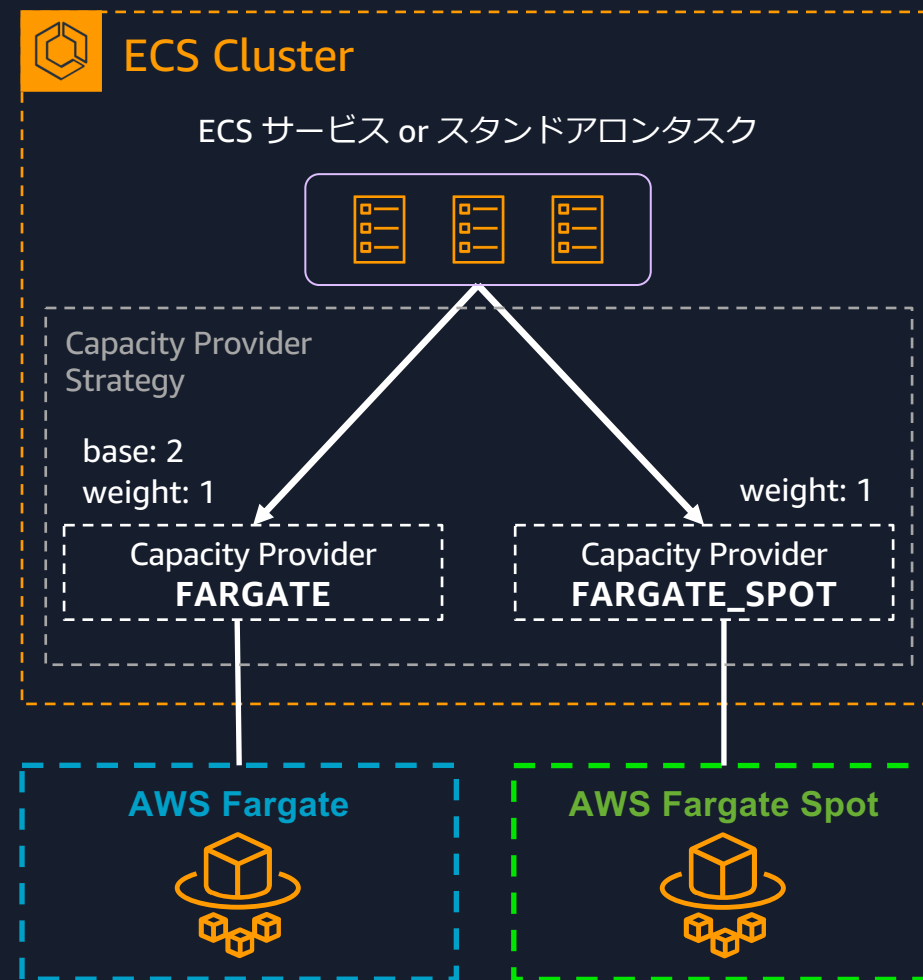 ECS Cluster
ECS サービス or スタンドアロンタスク
Capacity Provider
Strategy
base: 2
weight: 1
weight: 1
Capacity Provider
FARGATE
Capacity Provider
FARGATE_SPOT
AWS Fargate
AWS Fargate Spot